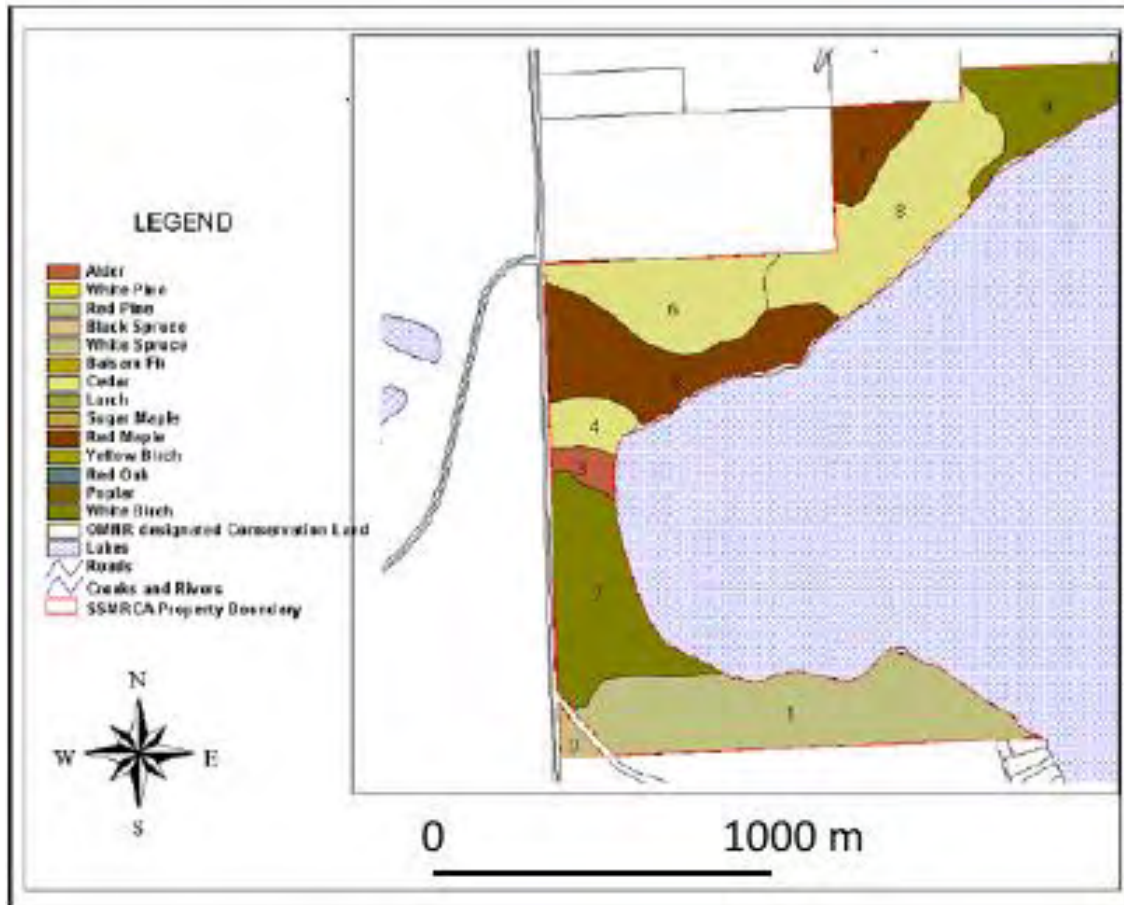 LEGEND
Alder
White Pine
Red Pine
Black Spruce
White Spruce
Balsam Fir
Cedar
Larch
Sugar Maple
Red Maple
Yellow Birch
Red Oak
Poplar
White Birch
OMNR designated Conservation Land
Lakes
Roads
Creeks and Rivers
SSMRCA Property Boundary
N
W
E
S
8
6
4
3
1
0
1000 m